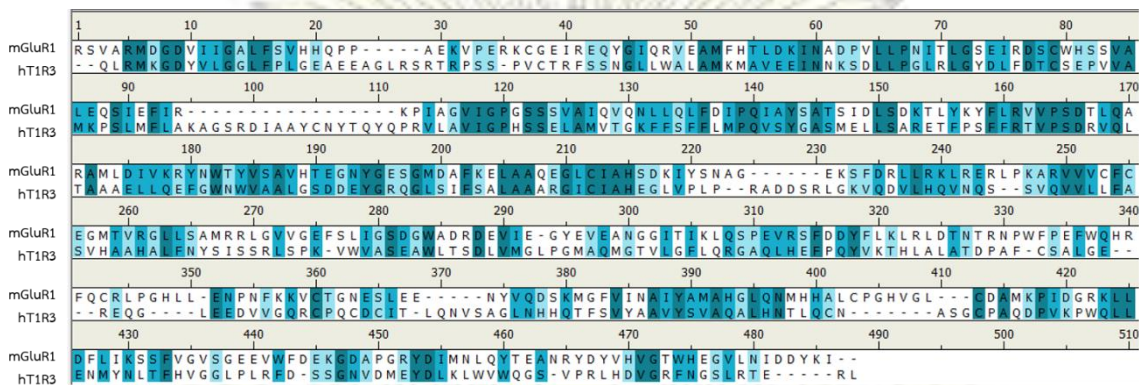 1 10 20 30 40 50 60 70 80
mGluR1 RSVARMDGDVIIGALFSVHHQPP-----AEKVPERKCGEIREQYGIQRVEAMFHTLDKINADPVLLPNITLGSEIRDSCWHSSVA
hT1R3 --QLRMKGDYVLGGLFPLGEAEEAGLRSRTRPSS-PVCTRFSSNGLLWALAMKMAVEEINNKSDLLPGLRLGYDLFDTCSEPVVA
90 100 110 120 130 140 150 160 170
mGluR1 LEQSIEFIR-----------------KPIAGVIGPGSSSVAIQVQNLLQLFDIPQIAYSATSIDLSDKTLYKYFLRVVPSDTLQA
hT1R3 MKPSLMFLAKAGSRDIAAYCNYTQYQPRVLAVIGPHSSELAMVTGKFFSFFLMPQVSYGASMELLSARETFPSFFRTVPSDRVQL
180 190 200 210 220 230 240 250
mGluR1 RAMLDIVKRYNWTYVSAVHTEGNYGESGMDAFKELAAQEGLCIAHSDKIYSNAG------EKSFDRLLRKLRERLPKARVVVCFC
hT1R3 TAAAELLQEFGWNWVAALGSDDEYGRQGLSIFSALAAARGICIAHEGLVPLP--RADDSRLGKVQDVLHQVNQS--SVQVVVLFA
260 270 280 290 300 310 320 330 340
mGluR1 EGMTVRGLLSAMRRLGVVGEFSLIGSDGWADRDEVIE-GYEVEANGGITIKLQSPEVRSFDDYFLKLRLDTNTRNPWFPEFWQHR
hT1R3 SVHAAHALFNYSISSRLSPK-VWVASEAWLTSDLVMGLPGMAQMGTVLGFLQRGAQLHEFPQYVKTHLALATDPAF-CSALGE--
350 360 370 380 390 400 410 420
mGluR1 FQCRLPGHLL-ENPNFKKVCTGNESLEE-----NYVQDSKMGFVINAIYAMAHGLQNMHHALCPGHVGL---CDAMKPIDGRKLL
hT1R3 --REQG----LEEDVVGQRCPQCDCIT-LQNVSAGLNHHQTFSVYAAVYSVAQALHNTLQCN-------ASGCPAQDPVKPWQLL
430 440 450 460 470 480 490 500 510
mGluR1 DFLIKSSFVGVSGEEVWFDEKGDAPGRYDIMNLQYTEANRYDYVHVGTWHEGVLNIDDYKI--
hT1R3 ENMYNLTFHVGGLPLRFD-SSGNVDMEYDLKLWVWQGS-VPRLHDVGRFNGSLRTE-----RL